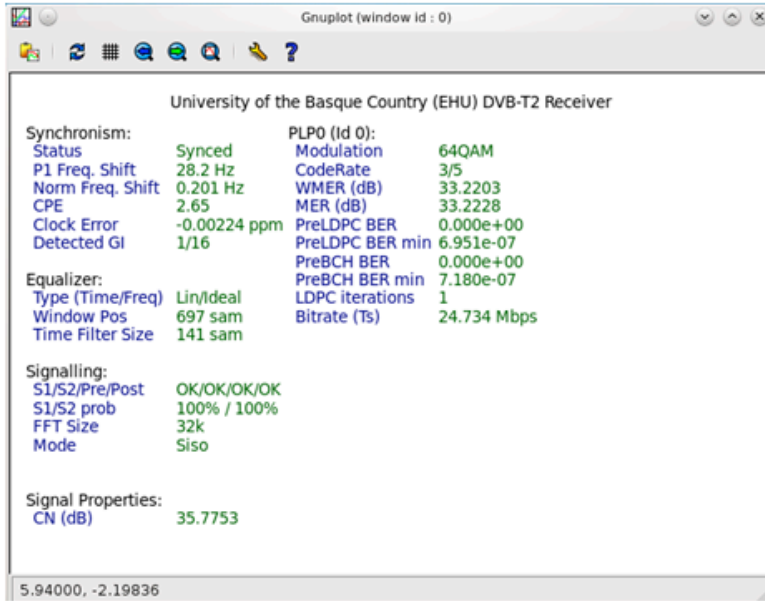 Gnuplot (window id : 0)
University of the Basque Country (EHU) DVB-T2 Receiver
Synchronism:
Status Synced
P1 Freq. Shift 28.2 Hz
Norm Freq. Shift 0.201 Hz
CPE 2.65
Clock Error -0.00224 ppm
Detected GI 1/16
Equalizer:
Type (Time/Freq) Lin/Ideal
Window Pos 697 sam
Time Filter Size 141 sam
Signalling:
S1/S2/Pre/Post OK/OK/OK/OK
S1/S2 prob 100% / 100%
FFT Size 32k
Mode Siso
Signal Properties:
CN (dB) 35.7753
PLP0 (Id 0):
Modulation 64QAM
CodeRate 3/5
WMER (dB) 33.2203
MER (dB) 33.2228
PreLDPC BER 0.000e+00
PreLDPC BER min 6.951e-07
PreBCH BER 0.000e+00
PreBCH BER min 7.180e-07
LDPC iterations 1
Bitrate (Ts) 24.734 Mbps
5.94000, -2.19836